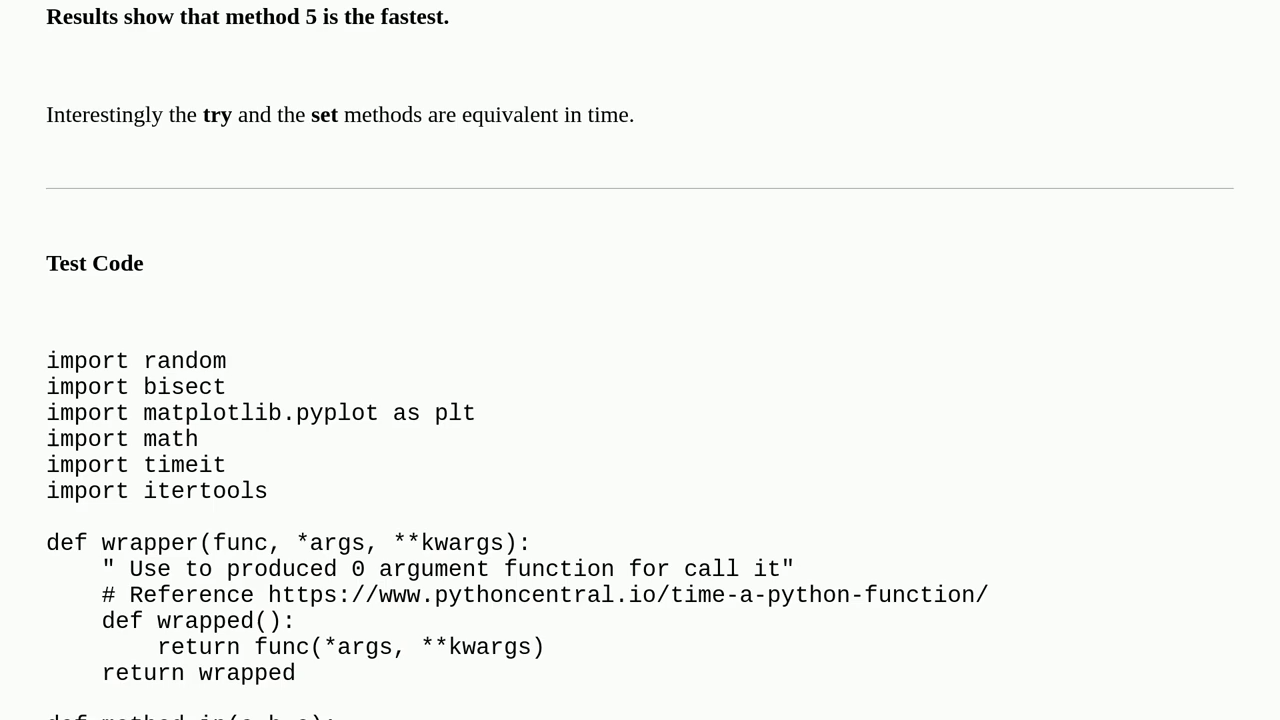 Results show that method 5 is the fastest.
Interestingly the try and the set methods are equivalent in time.
Test Code
import random
import bisect
import matplotlib.pyplot as plt
import math
import timeit
import itertools
def wrapper(func, *args, **kwargs):
    " Use to produced 0 argument function for call it"
    # Reference https://www.pythoncentral.io/time-a-python-function/
    def wrapped():
        return func(*args, **kwargs)
    return wrapped
def method_in(a,b,c):